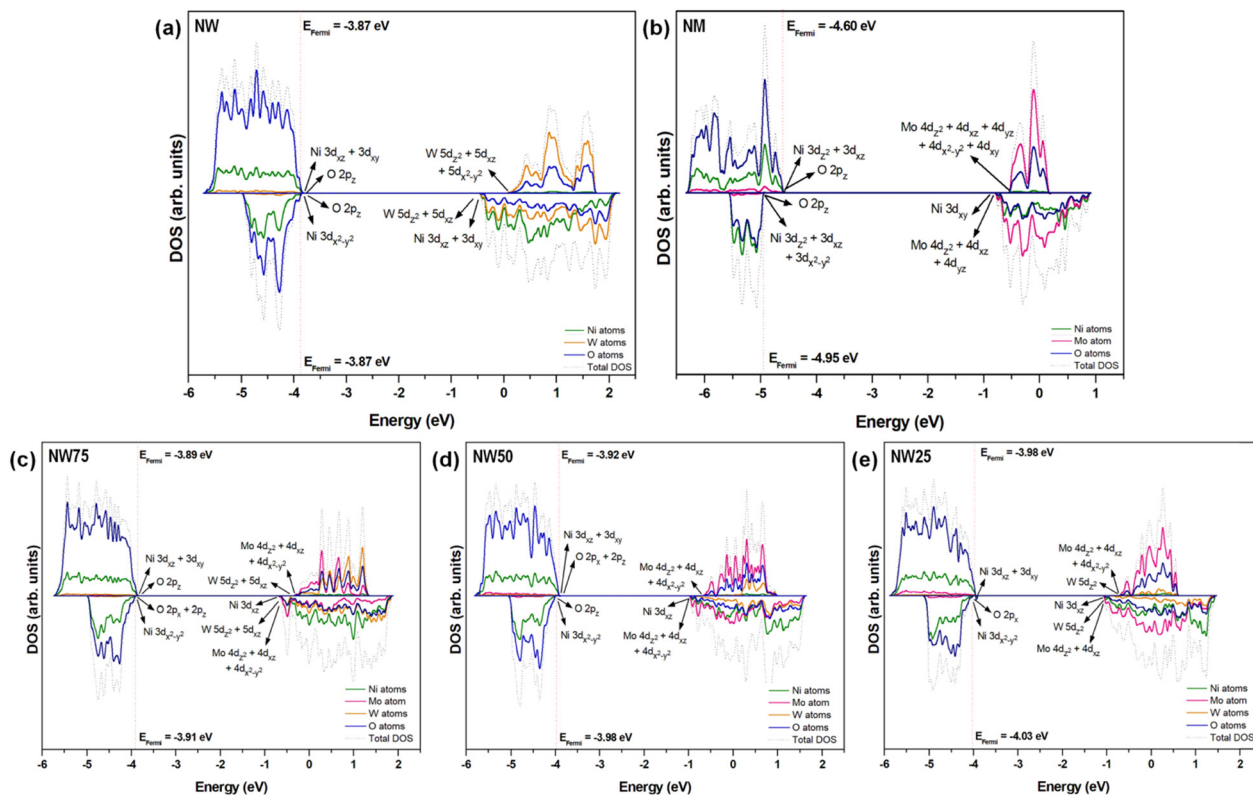 (a) NW
E_Fermi = -3.87 eV
Ni 3d_xz + 3d_xy
O 2p_z
W 5d_z² + 5d_xz
+ 5d_x²-y²
O 2p_z
Ni 3d_x²-y²
W 5d_z² + 5d_xz
Ni 3d_xz + 3d_xy
Ni atoms
W atoms
O atoms
Total DOS
E_Fermi = -3.87 eV
DOS (arb. units)
-6 -5 -4 -3 -2 -1 0 1 2
Energy (eV)
(b) NM
E_Fermi = -4.60 eV
Mo 4d_z² + 4d_xz + 4d_yz
+ 4d_x²-y² + 4d_xy
Ni 3d_z² + 3d_xz
O 2p_z
O 2p_z
Ni 3d_z² + 3d_xz
+ 3d_x²-y²
Ni 3d_xy
Mo 4d_z² + 4d_xz
+ 4d_yz
Ni atoms
Mo atom
O atoms
Total DOS
E_Fermi = -4.95 eV
DOS (arb. units)
-6 -5 -4 -3 -2 -1 0 1
Energy (eV)
(c) NW75
E_Fermi = -3.89 eV
Ni 3d_xz + 3d_xy
O 2p_z
Mo 4d_z² + 4d_xz
+ 4d_x²-y²
W 5d_z² + 5d_xz
O 2p_x + 2p_z
Ni 3d_x²-y²
Ni 3d_xz
W 5d_z² + 5d_xz
Mo 4d_z² + 4d_xz
+ 4d_x²-y²
Ni atoms
Mo atom
W atoms
O atoms
Total DOS
E_Fermi = -3.91 eV
DOS (arb. units)
-6 -5 -4 -3 -2 -1 0 1 2
Energy (eV)
(d) NW50
E_Fermi = -3.92 eV
Ni 3d_xz + 3d_xy
O 2p_x + 2p_z
Mo 4d_z² + 4d_xz
+ 4d_x²-y²
O 2p_z
Ni 3d_x²-y²
Ni 3d_xz
Mo 4d_z² + 4d_xz
+ 4d_x²-y²
Ni atoms
Mo atom
W atoms
O atoms
Total DOS
E_Fermi = -3.98 eV
DOS (arb. units)
-6 -5 -4 -3 -2 -1 0 1 2
Energy (eV)
(e) NW25
E_Fermi = -3.98 eV
Ni 3d_xz + 3d_xy
Mo 4d_z² + 4d_xz
+ 4d_x²-y²
W 5d_z²
O 2p_x
Ni 3d_x²-y²
Ni 3d_xz
W 5d_z²
Mo 4d_z² + 4d_xz
Ni atoms
Mo atom
W atoms
O atoms
Total DOS
E_Fermi = -4.03 eV
DOS (arb. units)
-6 -5 -4 -3 -2 -1 0 1 2
Energy (eV)